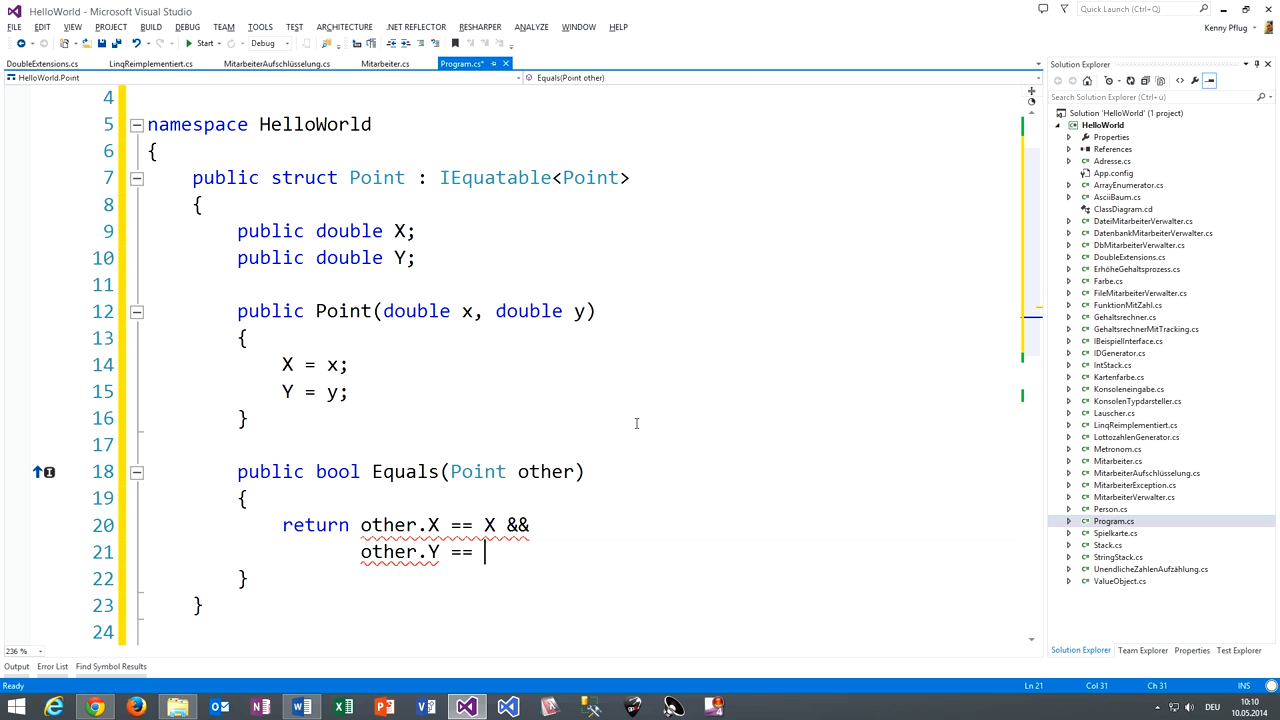 HelloWorld - Microsoft Visual Studio
Quick Launch (Ctrl+Q)
FILE EDIT VIEW PROJECT BUILD DEBUG TEAM TOOLS TEST ARCHITECTURE .NET REFLECTOR RESHARPER ANALYZE WINDOW HELP
Kenny Pflug
Start Debug
DoubleExtensions.cs LinqReimplementiert.cs MitarbeiterAufschlüsselung.cs Mitarbeiter.cs Program.cs*
HelloWorld.Point Equals(Point other)
4
5 namespace HelloWorld
6 {
7 public struct Point : IEquatable<Point>
8 {
9 public double X;
10 public double Y;
11
12 public Point(double x, double y)
13 {
14 X = x;
15 Y = y;
16 }
17
18 public bool Equals(Point other)
19 {
20 return other.X == X &&
21 other.Y ==
22 }
23 }
24
236 %
Solution Explorer
Search Solution Explorer (Ctrl+ü)
Solution 'HelloWorld' (1 project)
HelloWorld
Properties
References
Adresse.cs
App.config
ArrayEnumerator.cs
AsciiBaum.cs
ClassDiagram.cd
DateiMitarbeiterVerwalter.cs
DatenbankMitarbeiterVerwalter.cs
DbMitarbeiterVerwalter.cs
DoubleExtensions.cs
ErhöheGehaltsprozess.cs
Farbe.cs
FileMitarbeiterVerwalter.cs
FunktionMitZahl.cs
Gehaltsrechner.cs
GehaltsrechnerMitTracking.cs
IBeispielInterface.cs
IDGenerator.cs
IntStack.cs
Kartenfarbe.cs
Konsoleneingabe.cs
KonsolenTypdarsteller.cs
Lauscher.cs
LinqReimplementiert.cs
LottozahlenGenerator.cs
Metronom.cs
Mitarbeiter.cs
MitarbeiterAufschlüsselung.cs
MitarbeiterException.cs
MitarbeiterVerwalter.cs
Person.cs
Program.cs
Spielkarte.cs
Stack.cs
StringStack.cs
UnendlicheZahlenAufzählung.cs
ValueObject.cs
Solution Explorer Team Explorer Properties Test Explorer
Output Error List Find Symbol Results
Ready Ln 21 Col 31 Ch 31 INS
DEU 10:10
10.05.2014